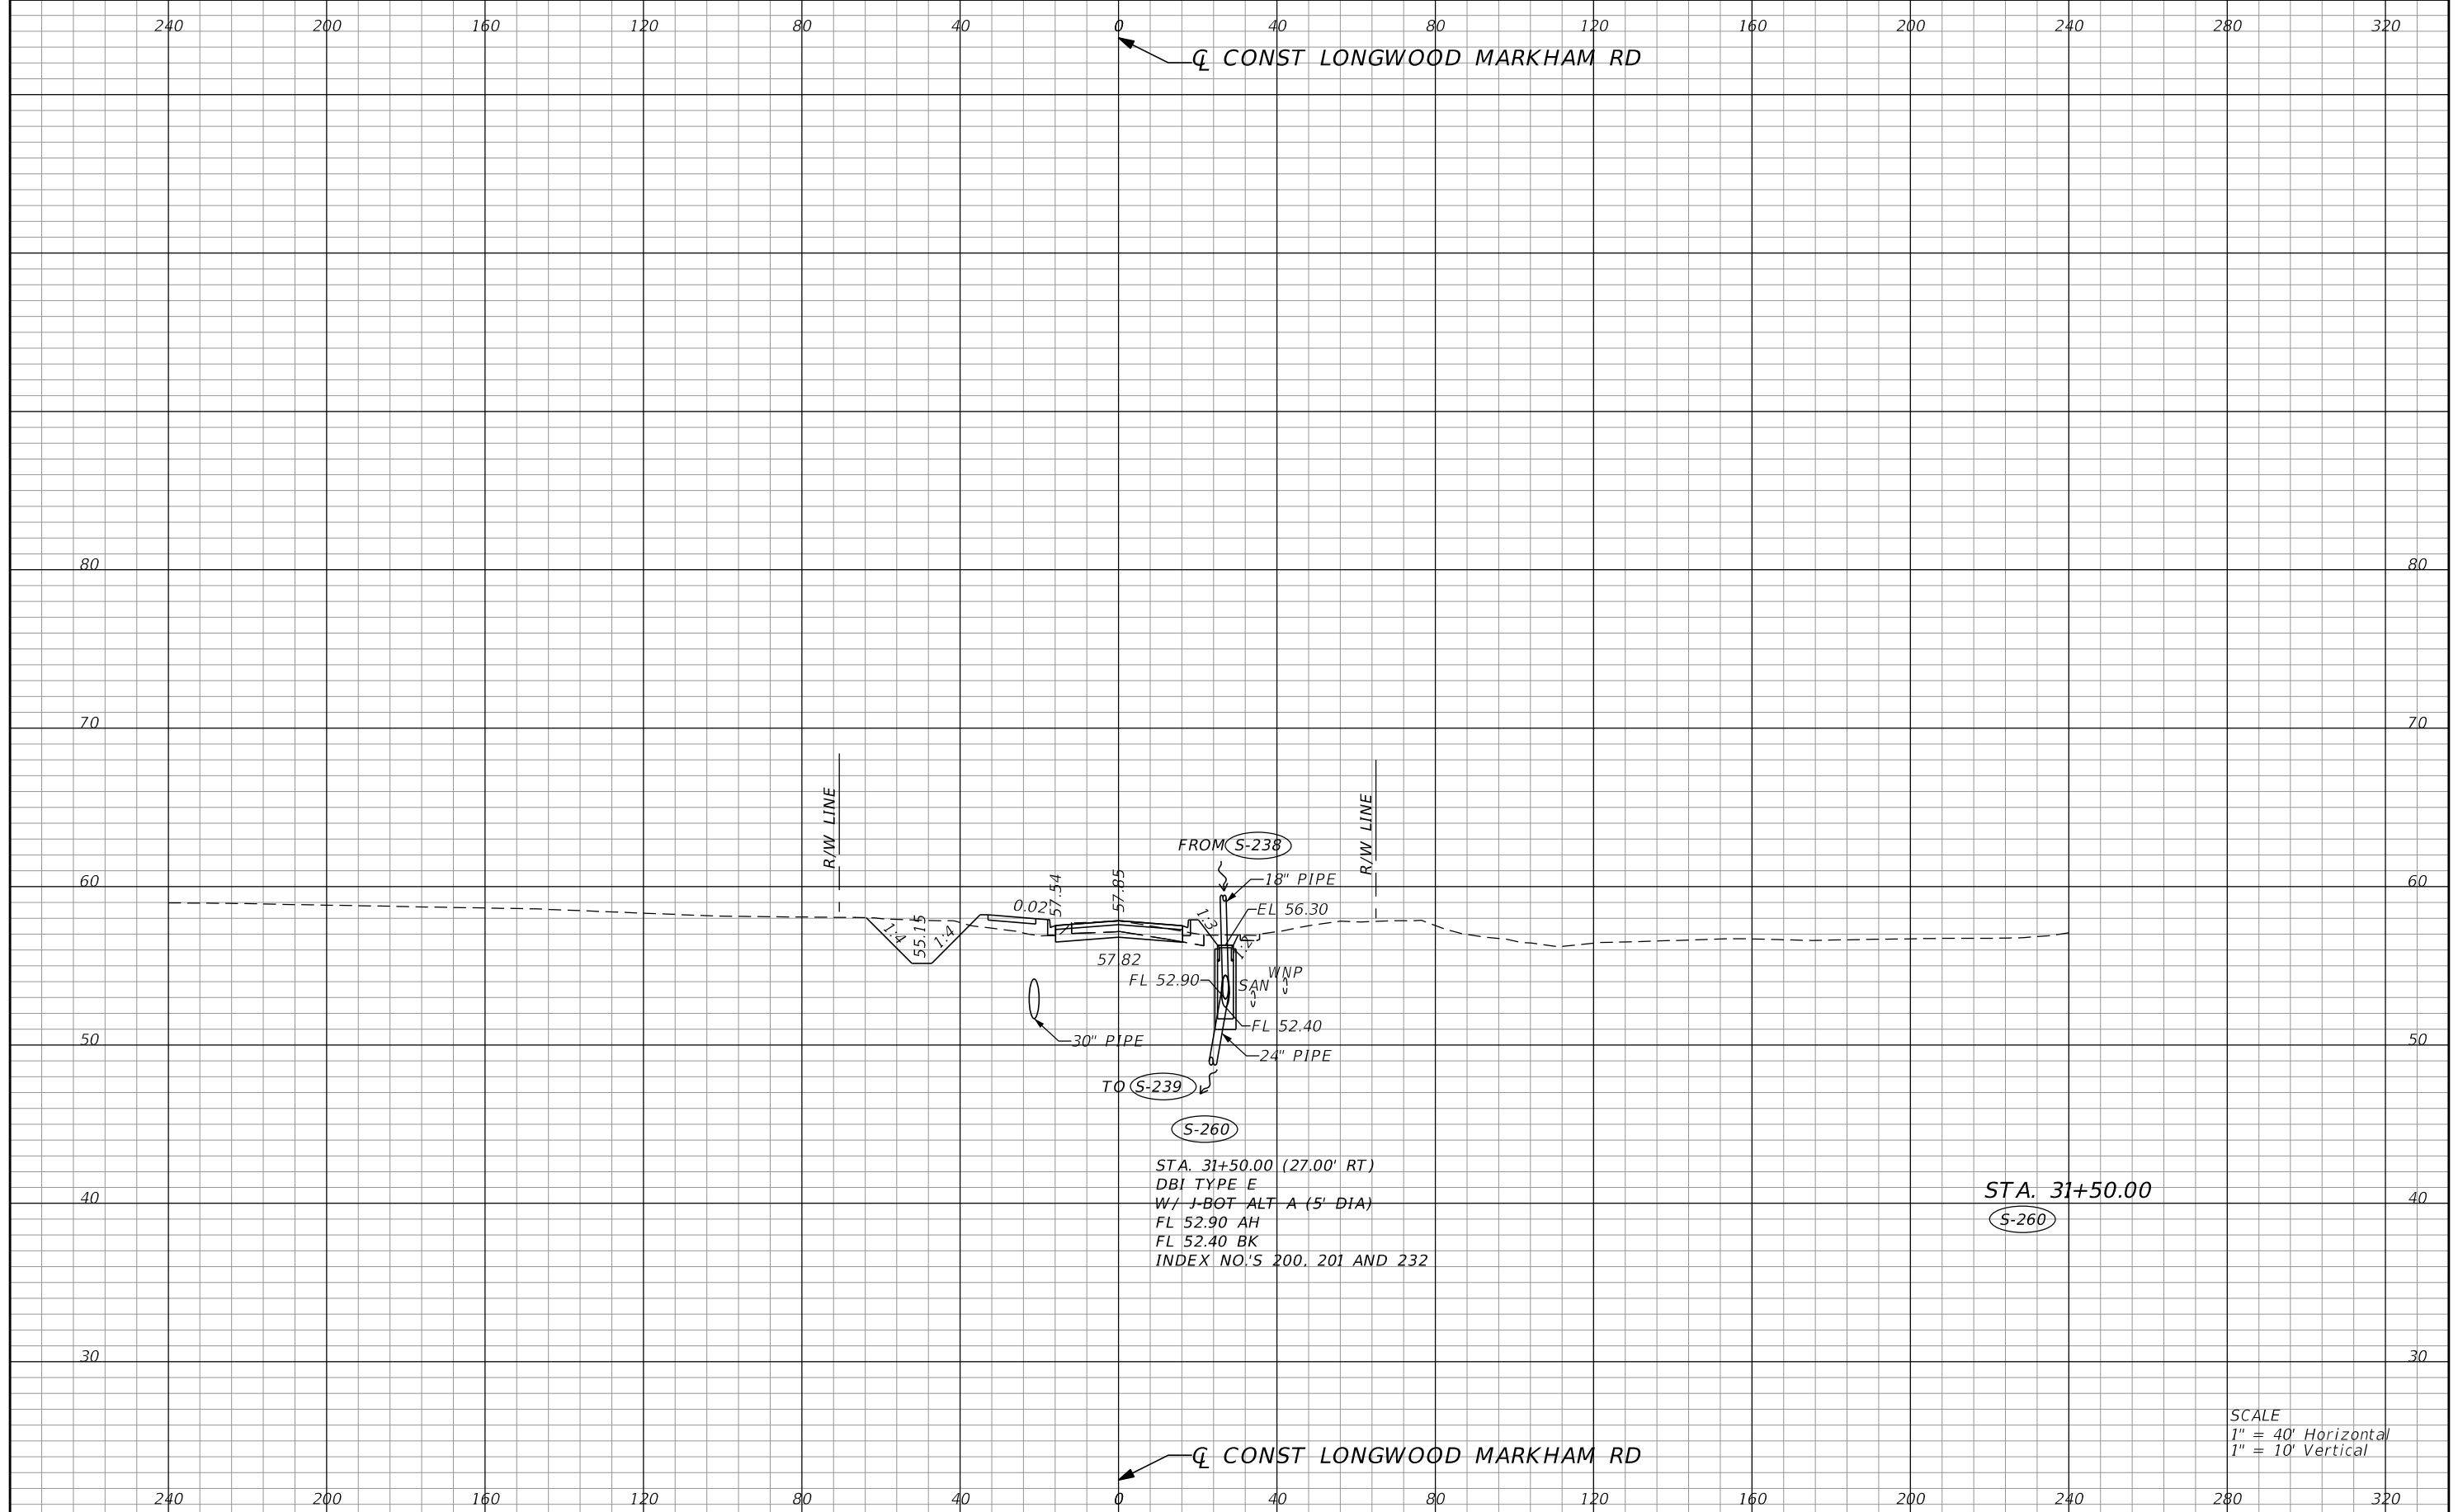 240 200 160 120 80 40 0 40 80 120 160 200 240 280 320
℄ CONST LONGWOOD MARKHAM RD
80 80
70 70
R/W LINE
R/W LINE
FROM S-238
60 60
18" PIPE
57.54
57.85
0.02
1:3
EL 56.30
1:4
55.15
1:4
1:2
57.82
WNP
FL 52.90
SAN
FL 52.40
50 50
30" PIPE
24" PIPE
TO S-239
S-260
STA. 31+50.00 (27.00' RT)
DBI TYPE E
W/ J-BOT ALT A (5' DIA)
FL 52.90 AH
FL 52.40 BK
INDEX NO.'S 200, 201 AND 232
40 40
STA. 31+50.00
S-260
30 30
SCALE
1" = 40' Horizontal
1" = 10' Vertical
℄ CONST LONGWOOD MARKHAM RD
240 200 160 120 80 40 0 40 80 120 160 200 240 280 320